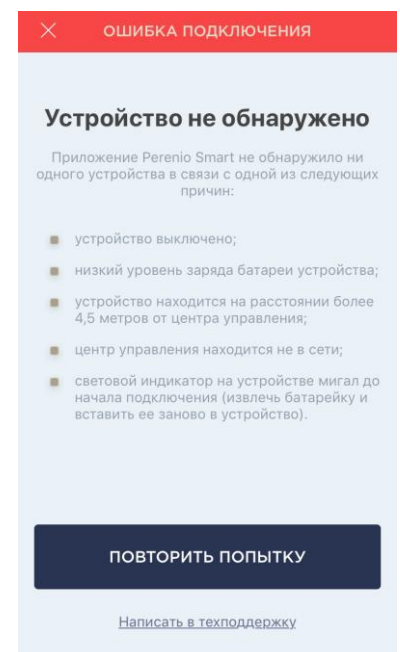 ОШИБКА ПОДКЛЮЧЕНИЯ
Устройство не обнаружено
Приложение Perenio Smart не обнаружило ни
одного устройства в связи с одной из следующих
причин:
устройство выключено;
низкий уровень заряда батареи устройства;
устройство находится на расстоянии более
4,5 метров от центра управления;
центр управления находится не в сети;
световой индикатор на устройстве мигал до
начала подключения (извлечь батарейку и
вставить ее заново в устройство).
ПОВТОРИТЬ ПОПЫТКУ
Написать в техподдержку